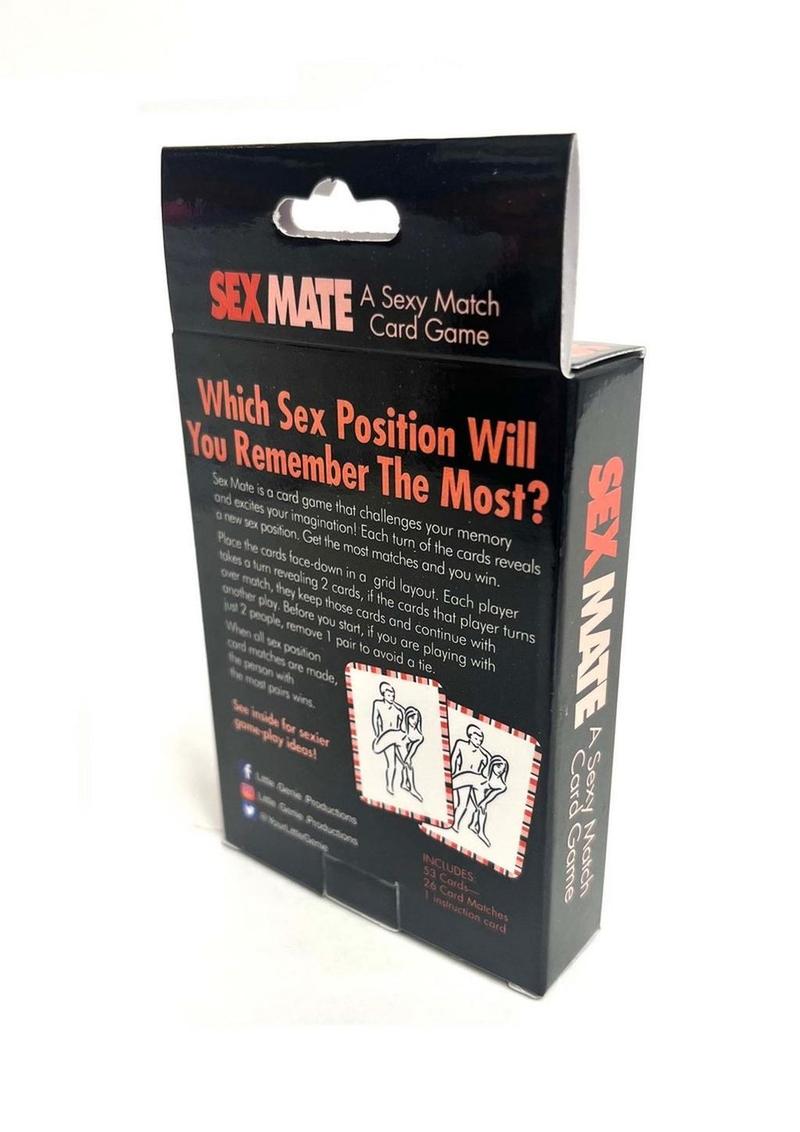 SEX MATE A Sexy Match
Card Game
Which Sex Position Will
You Remember The Most?
Sex Mate is a card game that challenges your memory
and excites your imagination! Each turn of the cards reveals
a new sex position. Get the most matches and you win.
Place the cards face-down in a grid layout. Each player
takes a turn revealing 2 cards, if the cards that player turns
over match, they keep those cards and continue with
another play. Before you start, if you are playing with
just 2 people, remove 1 pair to avoid a tie.
When all sex position
card matches are made,
the person with
the most pairs wins.
See inside for sexier
game-play ideas!
Little Genie Productions
Little Genie Productions
@YourLittleGenie
INCLUDES:
53 Cards—
26 Card Matches
1 instruction card
SEX MATE A Sexy Match
Card Game